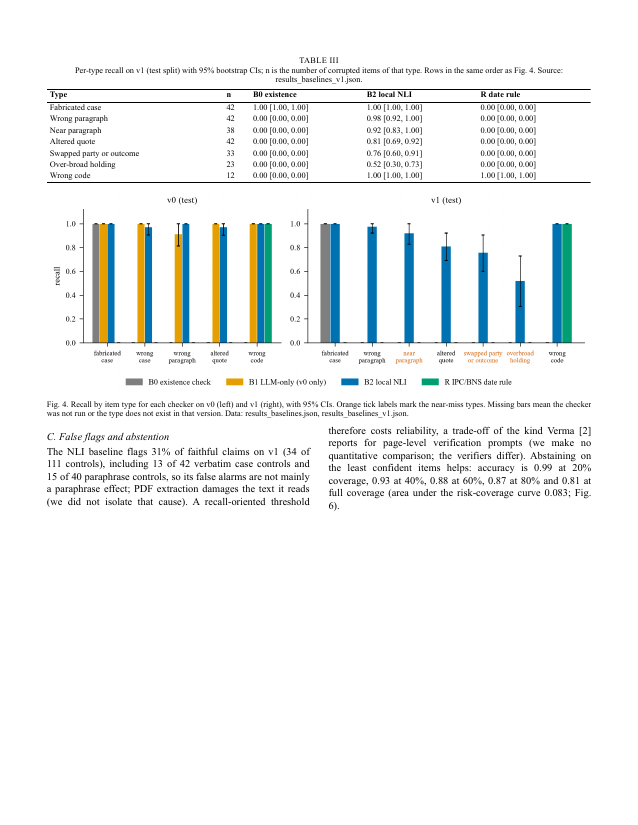 TABLE III
Per-type recall on v1 (test split) with 95% bootstrap CIs; n is the number of corrupted items of that type. Rows in the same order as Fig. 4. Source:
results_baselines_v1.json.
Type n B0 existence B2 local NLI R date rule
Fabricated case 42 1.00 [1.00, 1.00] 1.00 [1.00, 1.00] 0.00 [0.00, 0.00]
Wrong paragraph 42 0.00 [0.00, 0.00] 0.98 [0.92, 1.00] 0.00 [0.00, 0.00]
Near paragraph 38 0.00 [0.00, 0.00] 0.92 [0.83, 1.00] 0.00 [0.00, 0.00]
Altered quote 42 0.00 [0.00, 0.00] 0.81 [0.69, 0.92] 0.00 [0.00, 0.00]
Swapped party or outcome 33 0.00 [0.00, 0.00] 0.76 [0.60, 0.91] 0.00 [0.00, 0.00]
Over-broad holding 23 0.00 [0.00, 0.00] 0.52 [0.30, 0.73] 0.00 [0.00, 0.00]
Wrong code 12 0.00 [0.00, 0.00] 1.00 [1.00, 1.00] 1.00 [1.00, 1.00]
v0 (test)
recall
1.0
0.8
0.6
0.4
0.2
0.0
fabricated
case
wrong
case
wrong
paragraph
altered
quote
wrong
code
v1 (test)
1.0
0.8
0.6
0.4
0.2
0.0
fabricated
case
wrong
paragraph
near
paragraph
altered
quote
swapped party
or outcome
overbroad
holding
wrong
code
B0 existence check B1 LLM-only (v0 only) B2 local NLI R IPC/BNS date rule
Fig. 4. Recall by item type for each checker on v0 (left) and v1 (right), with 95% CIs. Orange tick labels mark the near-miss types. Missing bars mean the checker
was not run or the type does not exist in that version. Data: results_baselines.json, results_baselines_v1.json.
C. False flags and abstention
The NLI baseline flags 31% of faithful claims on v1 (34 of
111 controls), including 13 of 42 verbatim case controls and
15 of 40 paraphrase controls, so its false alarms are not mainly
a paraphrase effect; PDF extraction damages the text it reads
(we did not isolate that cause). A recall-oriented threshold
therefore costs reliability, a trade-off of the kind Verma [2]
reports for page-level verification prompts (we make no
quantitative comparison; the verifiers differ). Abstaining on
the least confident items helps: accuracy is 0.99 at 20%
coverage, 0.93 at 40%, 0.88 at 60%, 0.87 at 80% and 0.81 at
full coverage (area under the risk-coverage curve 0.083; Fig.
6).